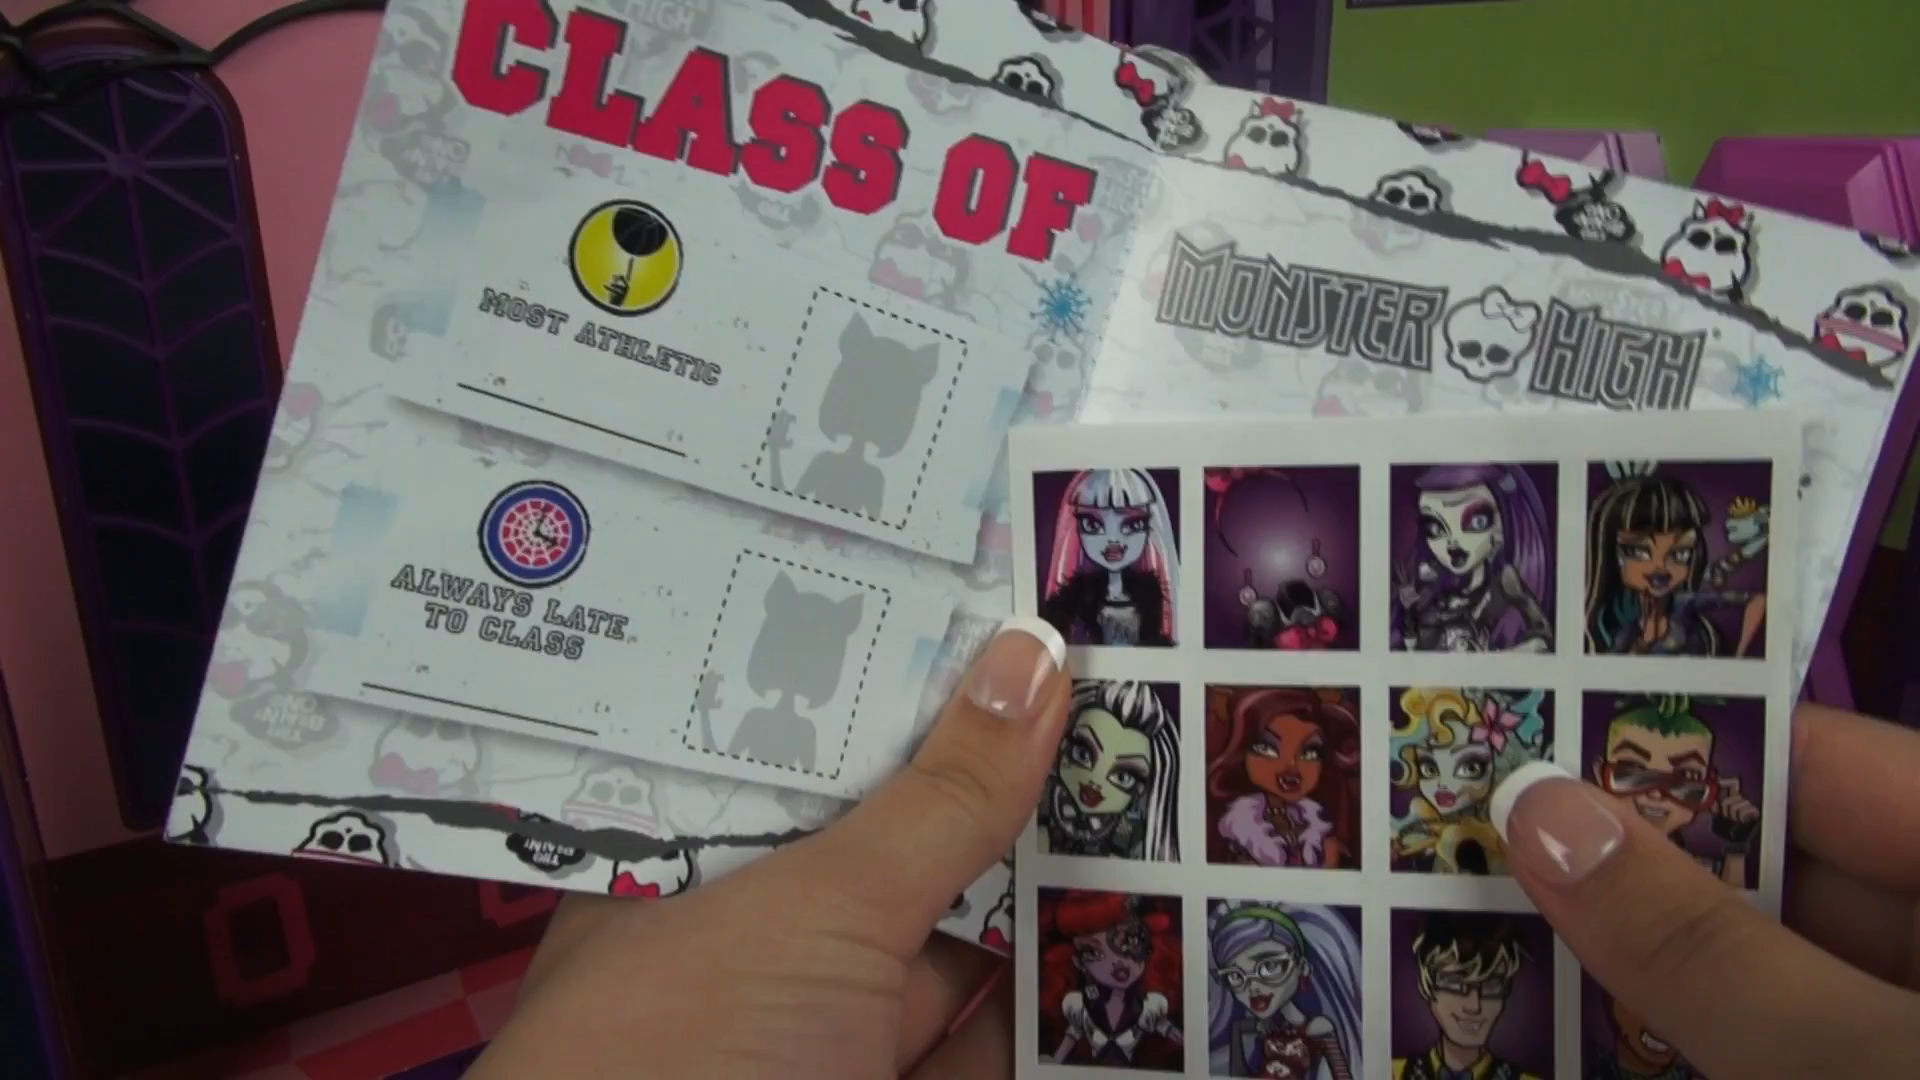 CLASS OF
MOST ATHLETIC
ALWAYS LATE
TO CLASS
MONSTER HIGH